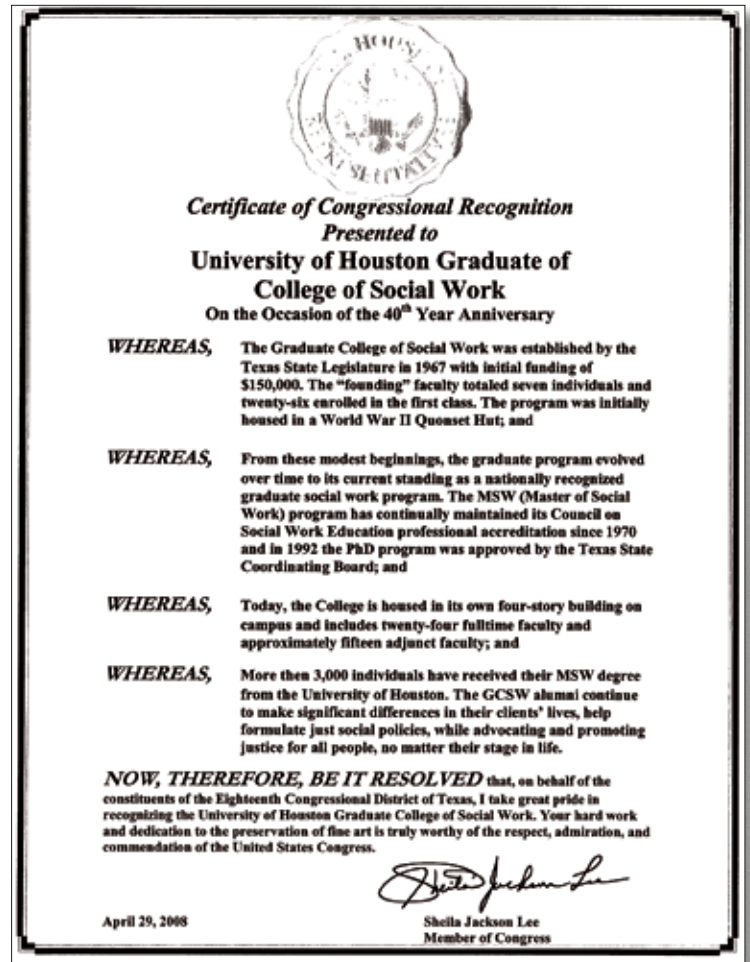 HOUSE OF
REPRESENTATIVES
Certificate of Congressional Recognition
Presented to
University of Houston Graduate of
College of Social Work
On the Occasion of the 40th Year Anniversary
WHEREAS, The Graduate College of Social Work was established by the
Texas State Legislature in 1967 with initial funding of
$150,000. The “founding” faculty totaled seven individuals and
twenty-six enrolled in the first class. The program was initially
housed in a World War II Quonset Hut; and
WHEREAS, From these modest beginnings, the graduate program evolved
over time to its current standing as a nationally recognized
graduate social work program. The MSW (Master of Social
Work) program has continually maintained its Council on
Social Work Education professional accreditation since 1970
and in 1992 the PhD program was approved by the Texas State
Coordinating Board; and
WHEREAS, Today, the College is housed in its own four-story building on
campus and includes twenty-four fulltime faculty and
approximately fifteen adjunct faculty; and
WHEREAS, More then 3,000 individuals have received their MSW degree
from the University of Houston. The GCSW alumni continue
to make significant differences in their clients’ lives, help
formulate just social policies, while advocating and promoting
justice for all people, no matter their stage in life.
NOW, THEREFORE, BE IT RESOLVED that, on behalf of the
constituents of the Eighteenth Congressional District of Texas, I take great pride in
recognizing the University of Houston Graduate College of Social Work. Your hard work
and dedication to the preservation of fine art is truly worthy of the respect, admiration, and
commendation of the United States Congress.
Sheila Jackson Lee
April 29, 2008 Sheila Jackson Lee
Member of Congress